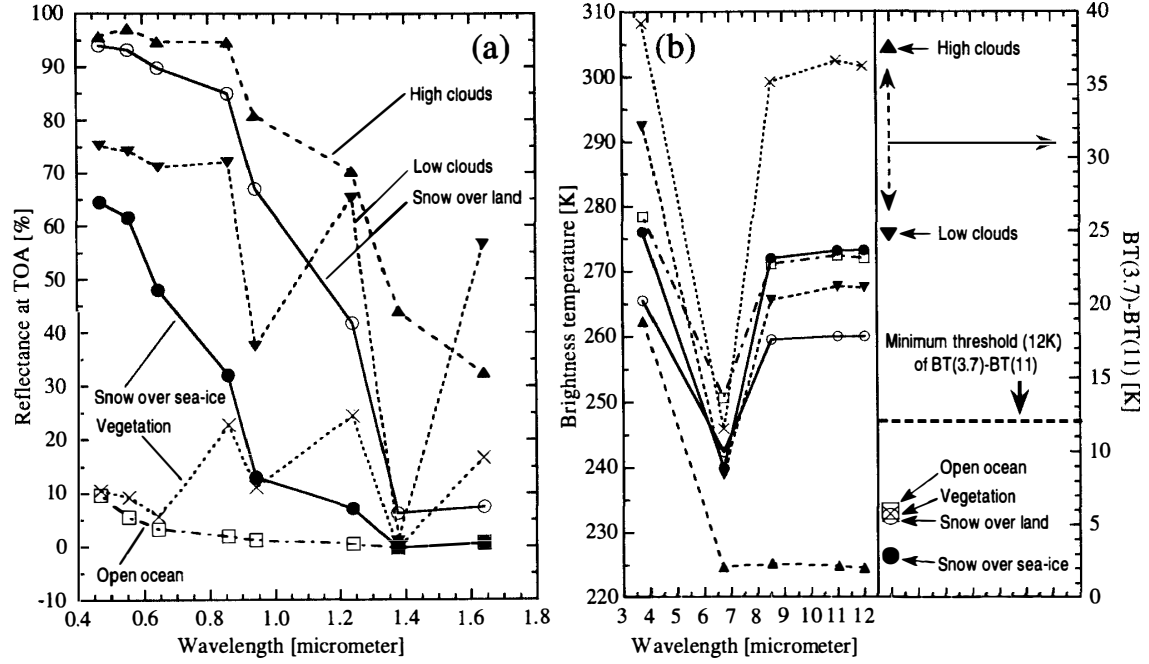 100
90
80
70
60
50
40
30
20
10
0
-10
Reflectance at TOA [%]
(a)
High clouds
Low clouds
Snow over land
Snow over sea-ice
Vegetation
Open ocean
0.4
0.6
0.8
1.0
1.2
1.4
1.6
1.8
Wavelength [micrometer]
310
300
290
280
270
260
250
240
230
220
Brightness temperature [K]
(b)
3 4 5 6 7 8 9 10 11 12
Wavelength [micrometer]
High clouds
Low clouds
Minimum threshold (12K)
of BT(3.7)-BT(11)
Open ocean
Vegetation
Snow over land
Snow over sea-ice
40
35
30
25
20
15
10
5
0
BT(3.7)-BT(11) [K]